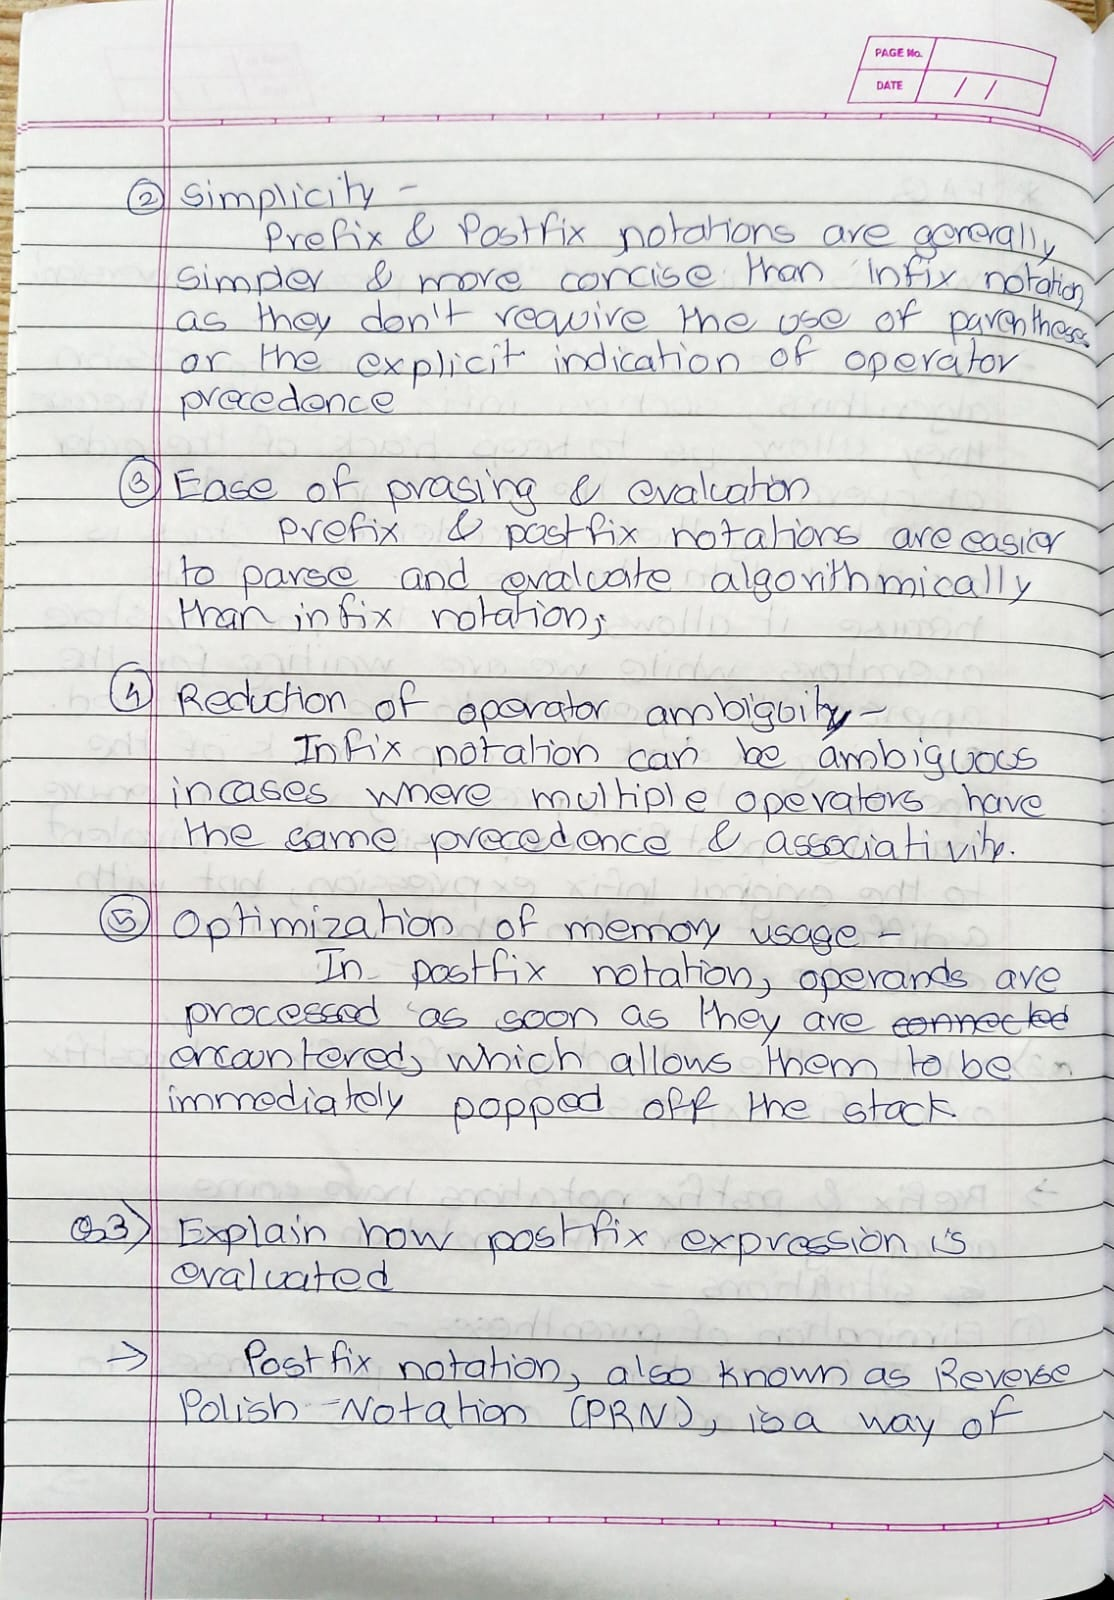 PAGE No.
DATE / /
② Simplicity -
Prefix & Postfix notations are generally
simpler & more concise than infix notation
as they don't require the use of parentheses
or the explicit indication of operator
precedence
③ Ease of prasing & evaluation
Prefix & postfix notations are easier
to parse and evaluate algorithmically
than infix notation;
④ Reduction of operator ambiguity -
Infix notation can be ambiguous
incases where multiple operators have
the same precedence & associativity.
⑤ Optimization of memory usage -
In postfix notation, operands are
processed as soon as they are connected
encountered, which allows them to be
immediately popped off the stack.
Q3) Explain how postfix expression is
evaluated
→ Postfix notation, also known as Reverse
Polish Notation (PRN), is a way of